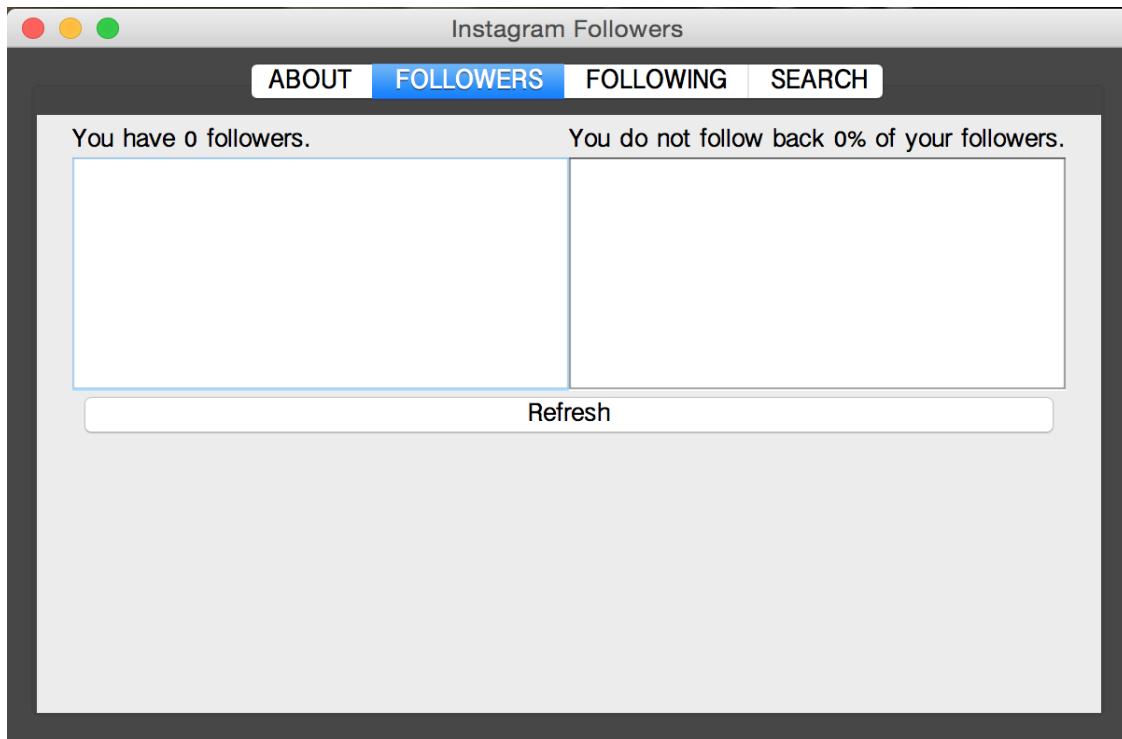 Instagram Followers
ABOUT FOLLOWERS FOLLOWING SEARCH
You have 0 followers. You do not follow back 0% of your followers.
Refresh